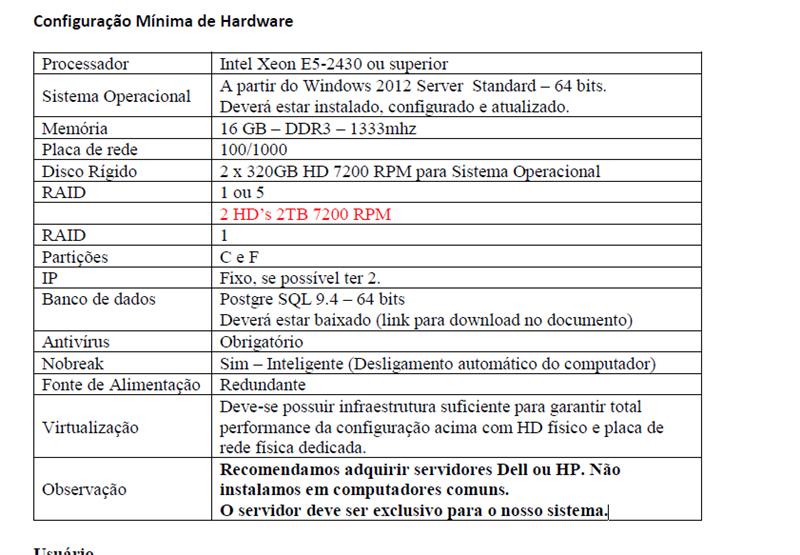 Configuração Mínima de Hardware
Processador Intel Xeon E5-2430 ou superior
Sistema Operacional A partir do Windows 2012 Server Standard – 64 bits.
Deverá estar instalado, configurado e atualizado.
Memória 16 GB – DDR3 – 1333mhz
Placa de rede 100/1000
Disco Rígido 2 x 320GB HD 7200 RPM para Sistema Operacional
RAID 1 ou 5
2 HD’s 2TB 7200 RPM
RAID 1
Partições C e F
IP Fixo, se possível ter 2.
Banco de dados Postgre SQL 9.4 – 64 bits
Deverá estar baixado (link para download no documento)
Antivírus Obrigatório
Nobreak Sim – Inteligente (Desligamento automático do computador)
Fonte de Alimentação Redundante
Virtualização Deve-se possuir infraestrutura suficiente para garantir total
performance da configuração acima com HD físico e placa de
rede física dedicada.
Observação Recomendamos adquirir servidores Dell ou HP. Não
instalamos em computadores comuns.
O servidor deve ser exclusivo para o nosso sistema.
Usuário